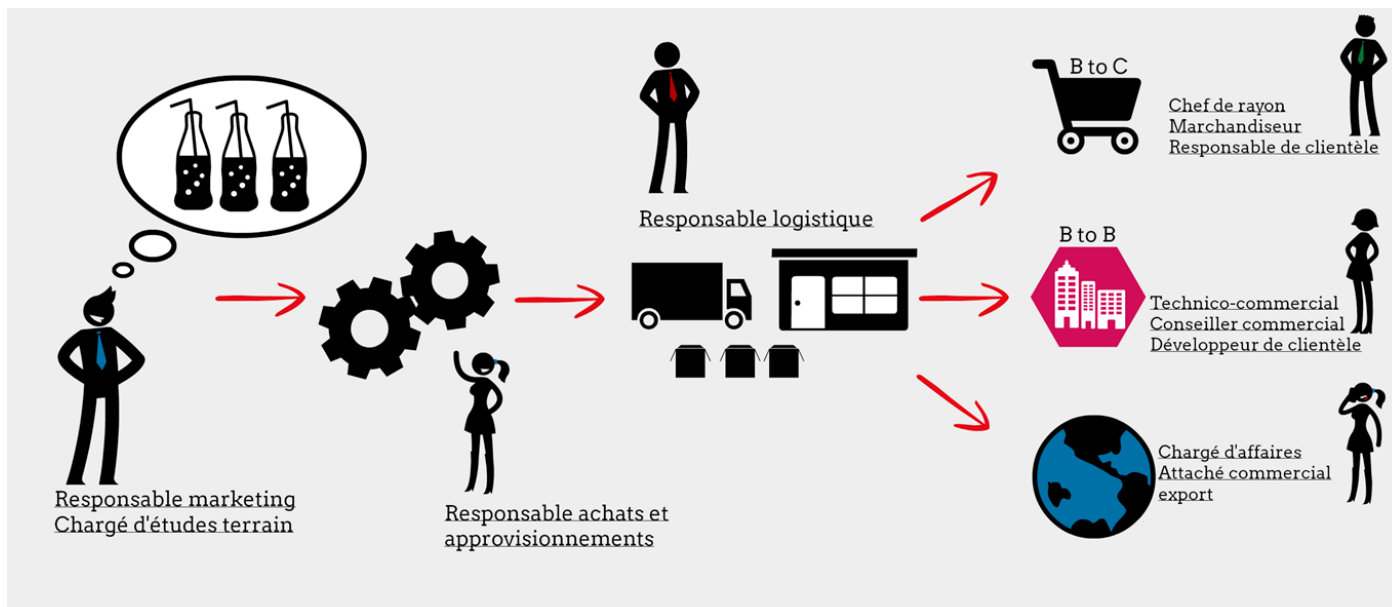 Responsable marketing
Chargé d'études terrain
Responsable achats et
approvisionnements
Responsable logistique
B to C
Chef de rayon
Marchandiseur
Responsable de clientèle
B to B
Technico-commercial
Conseiller commercial
Développeur de clientèle
Chargé d'affaires
Attaché commercial
export